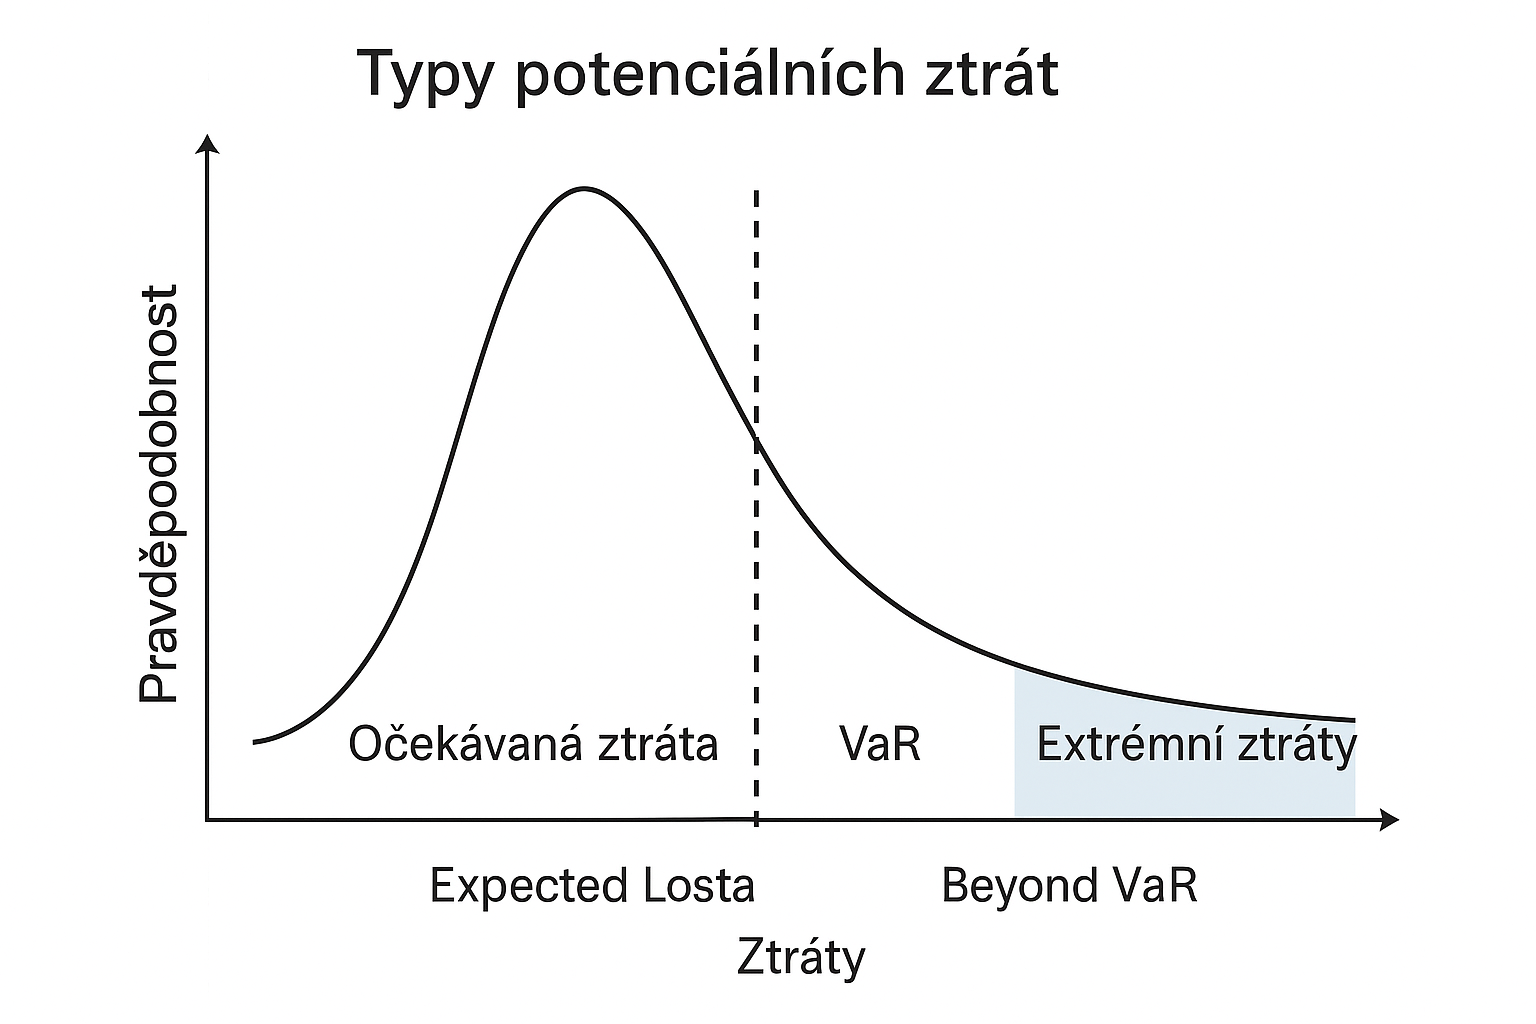 Typy potenciálních ztrát
Pravděpodobnost
Očekávaná ztráta
VaR
Extrémní ztráty
Expected Losta
Beyond VaR
Ztráty